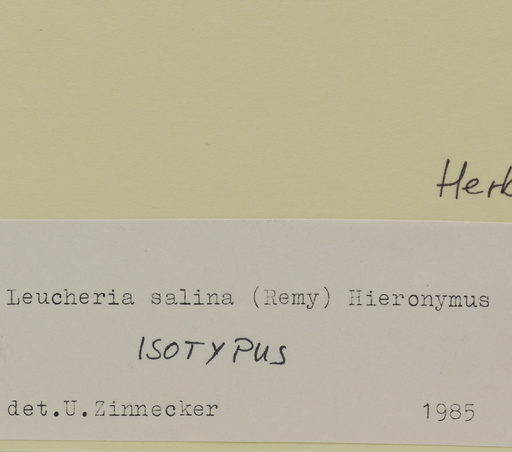 Herb
Leucheria salina (Remy) Hieronymus
ISOTYPUS
det.U.Zinnecker 1985